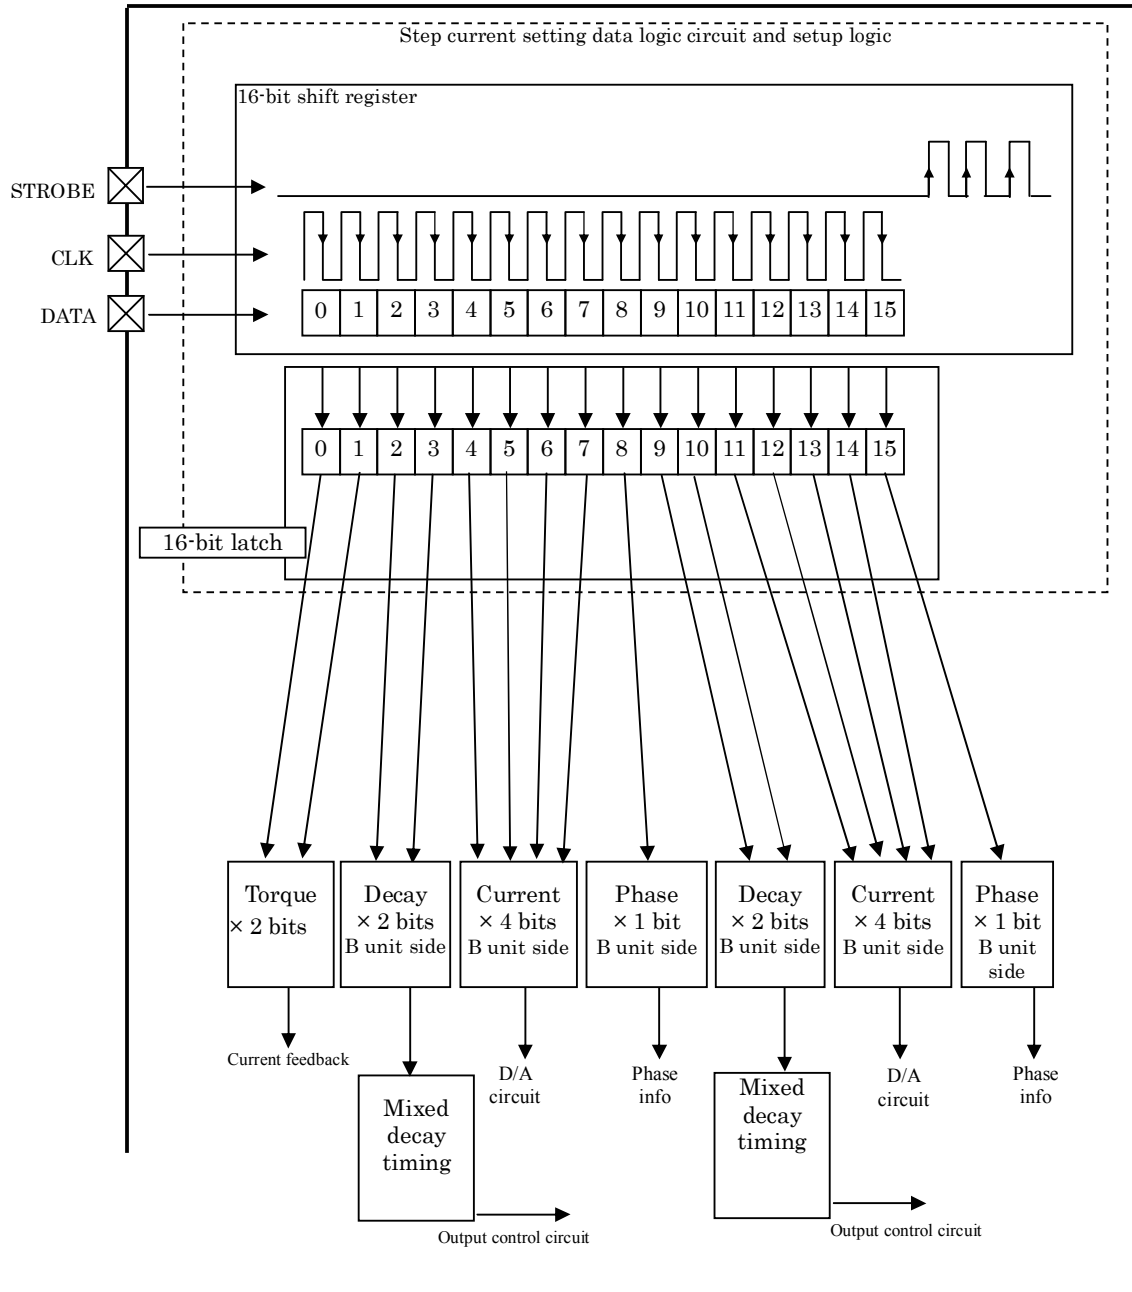 Step current setting data logic circuit and setup logic
16-bit shift register
STROBE
CLK
DATA
0 1 2 3 4 5 6 7 8 9 10 11 12 13 14 15
0 1 2 3 4 5 6 7 8 9 10 11 12 13 14 15
16-bit latch
Torque
× 2 bits
Decay
× 2 bits
B unit side
Current
× 4 bits
B unit side
Phase
× 1 bit
B unit side
Decay
× 2 bits
B unit side
Current
× 4 bits
B unit side
Phase
× 1 bit
B unit
side
Current feedback
D/A
circuit
Phase
info
D/A
circuit
Phase
info
Mixed
decay
timing
Mixed
decay
timing
Output control circuit
Output control circuit